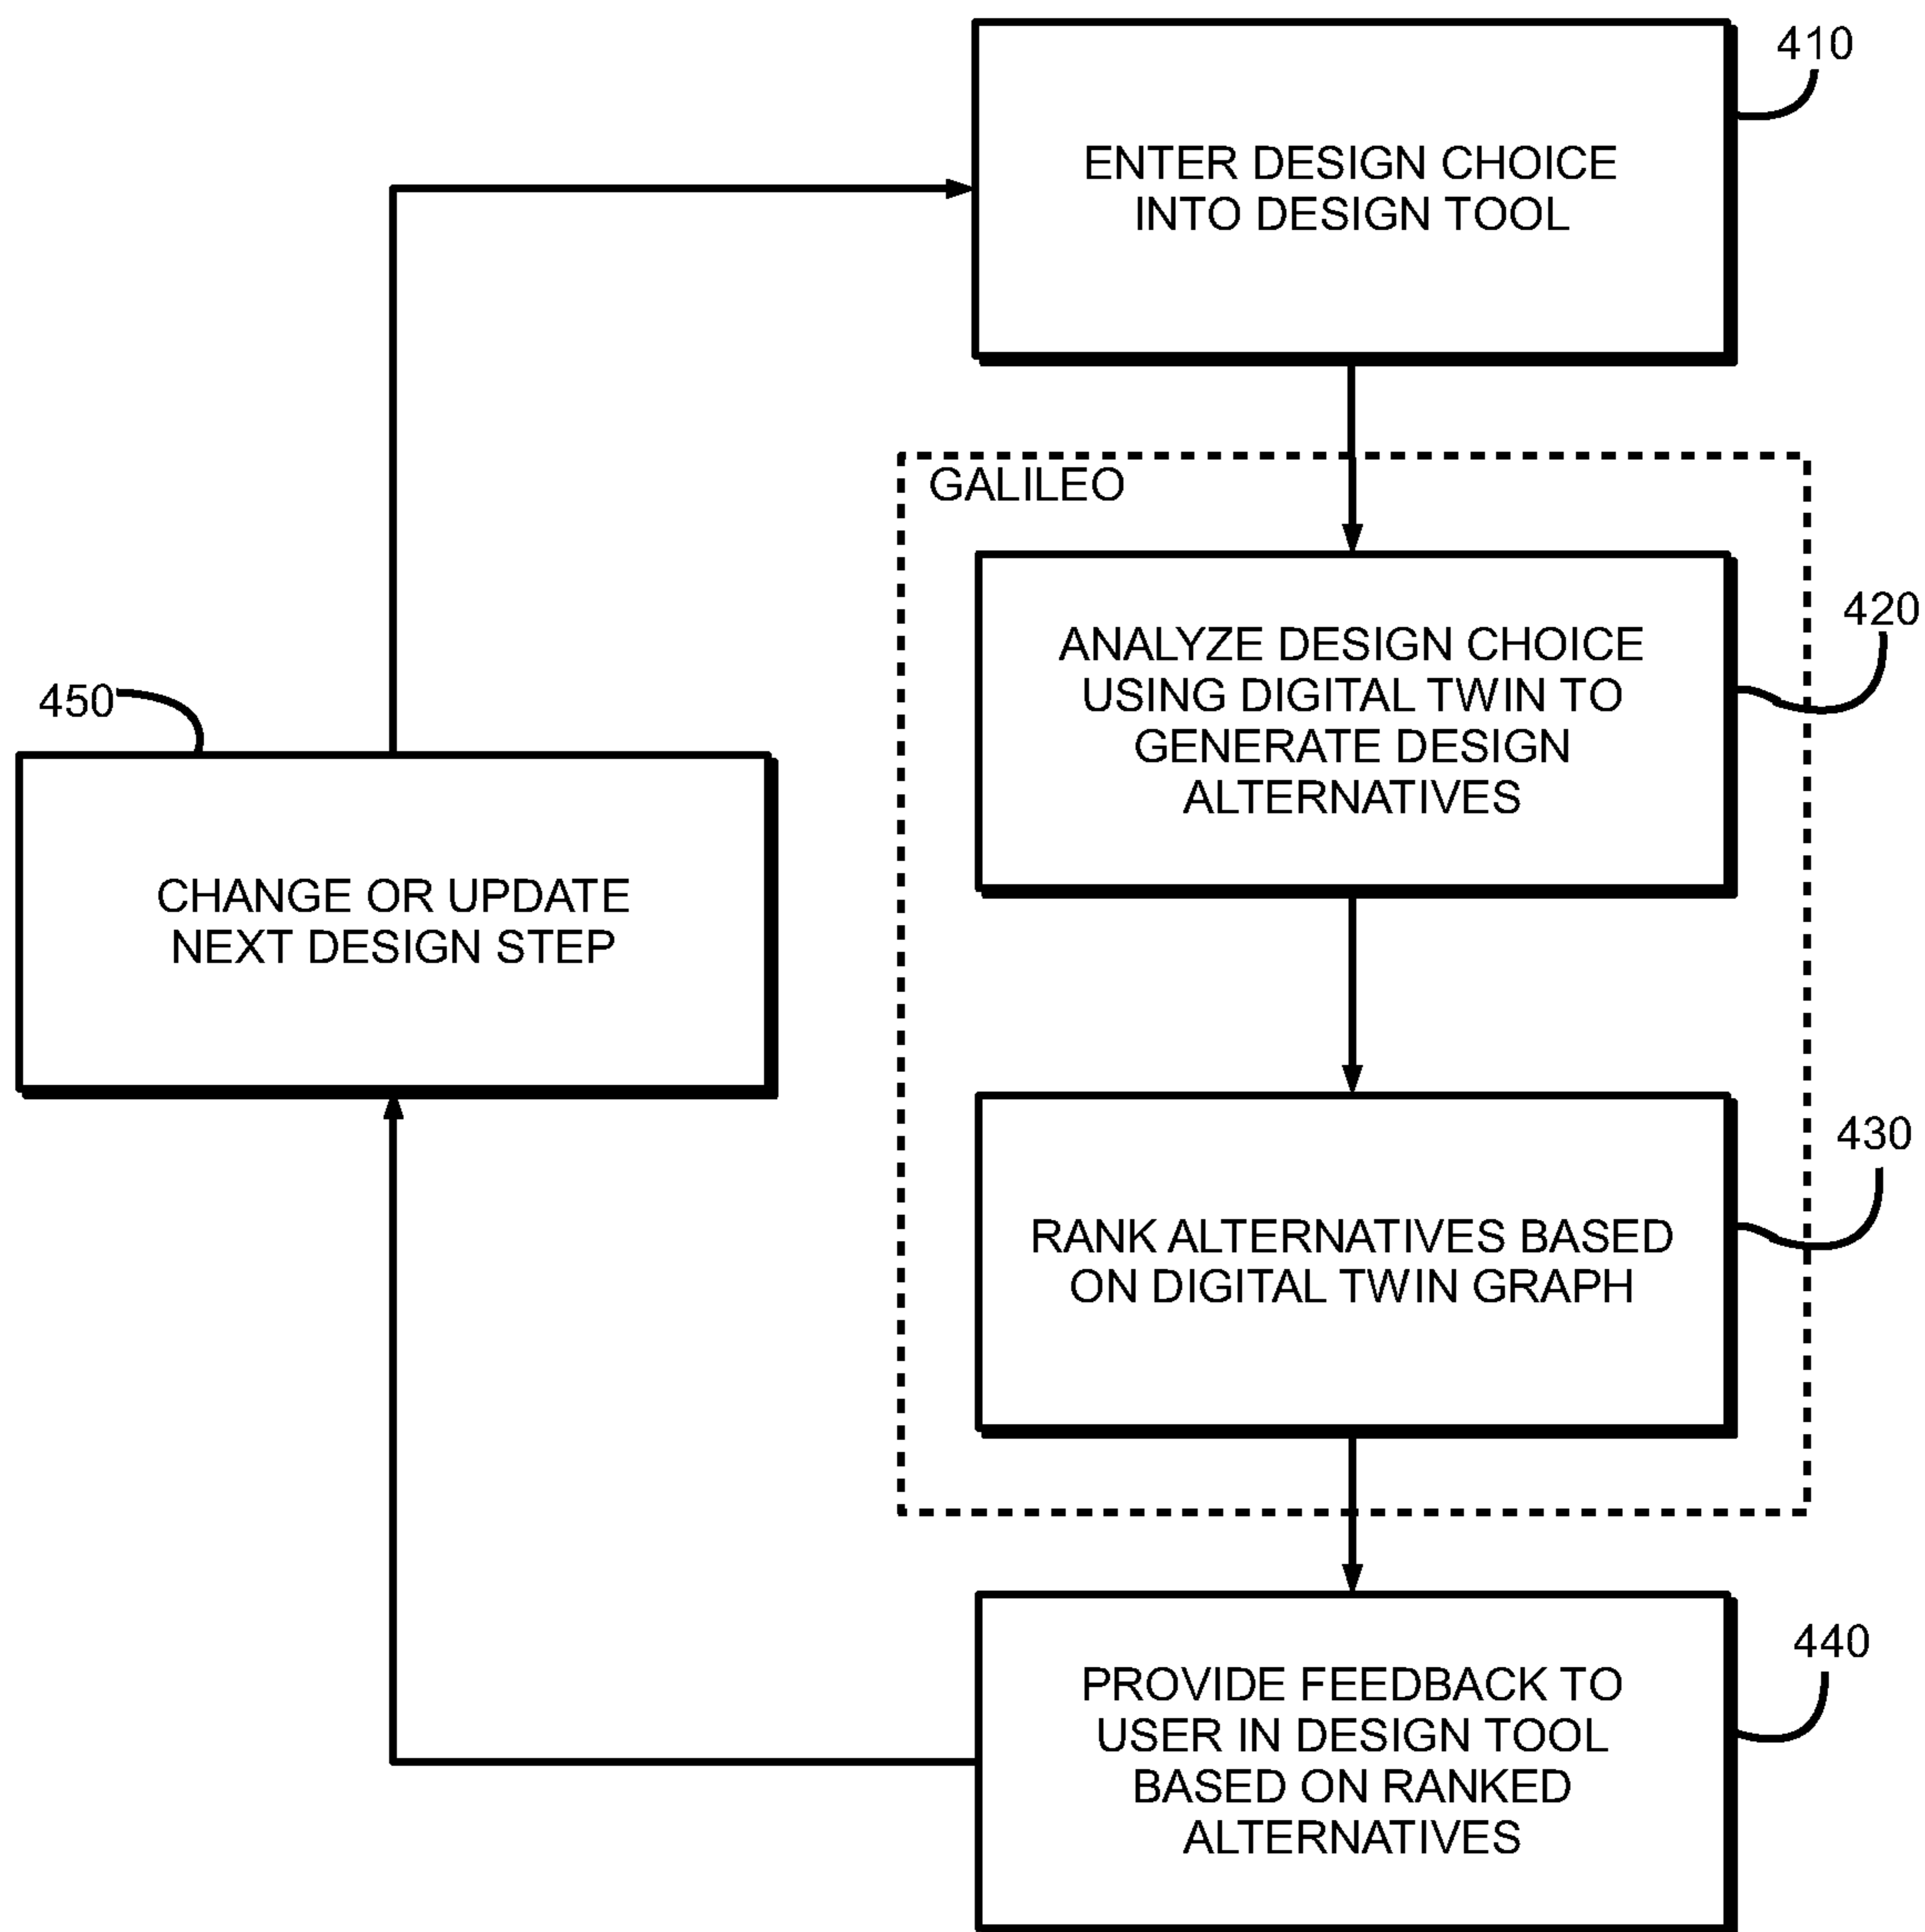 410
ENTER DESIGN CHOICE
INTO DESIGN TOOL
GALILEO
420
ANALYZE DESIGN CHOICE
USING DIGITAL TWIN TO
GENERATE DESIGN
ALTERNATIVES
450
CHANGE OR UPDATE
NEXT DESIGN STEP
430
RANK ALTERNATIVES BASED
ON DIGITAL TWIN GRAPH
440
PROVIDE FEEDBACK TO
USER IN DESIGN TOOL
BASED ON RANKED
ALTERNATIVES